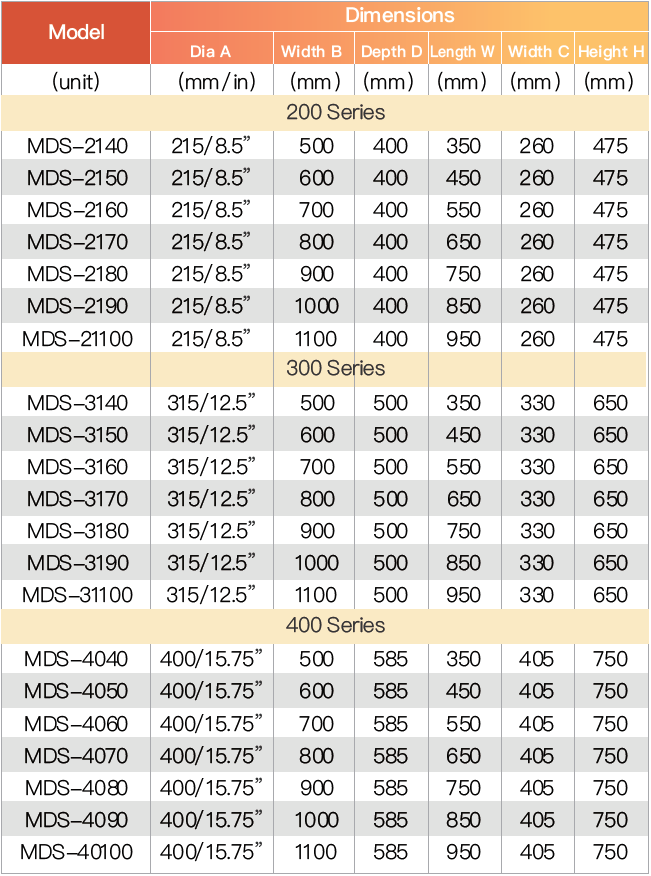 Model Dimensions
Dia A Width B Depth D Length W Width C Height H
(unit) (mm/in) (mm) (mm) (mm) (mm) (mm)
200 Series
MDS-2140 215/8.5” 500 400 350 260 475
MDS-2150 215/8.5” 600 400 450 260 475
MDS-2160 215/8.5” 700 400 550 260 475
MDS-2170 215/8.5” 800 400 650 260 475
MDS-2180 215/8.5” 900 400 750 260 475
MDS-2190 215/8.5” 1000 400 850 260 475
MDS-21100 215/8.5” 1100 400 950 260 475
300 Series
MDS-3140 315/12.5” 500 500 350 330 650
MDS-3150 315/12.5” 600 500 450 330 650
MDS-3160 315/12.5” 700 500 550 330 650
MDS-3170 315/12.5” 800 500 650 330 650
MDS-3180 315/12.5” 900 500 750 330 650
MDS-3190 315/12.5” 1000 500 850 330 650
MDS-31100 315/12.5” 1100 500 950 330 650
400 Series
MDS-4040 400/15.75” 500 585 350 405 750
MDS-4050 400/15.75” 600 585 450 405 750
MDS-4060 400/15.75” 700 585 550 405 750
MDS-4070 400/15.75” 800 585 650 405 750
MDS-4080 400/15.75” 900 585 750 405 750
MDS-4090 400/15.75” 1000 585 850 405 750
MDS-40100 400/15.75” 1100 585 950 405 750